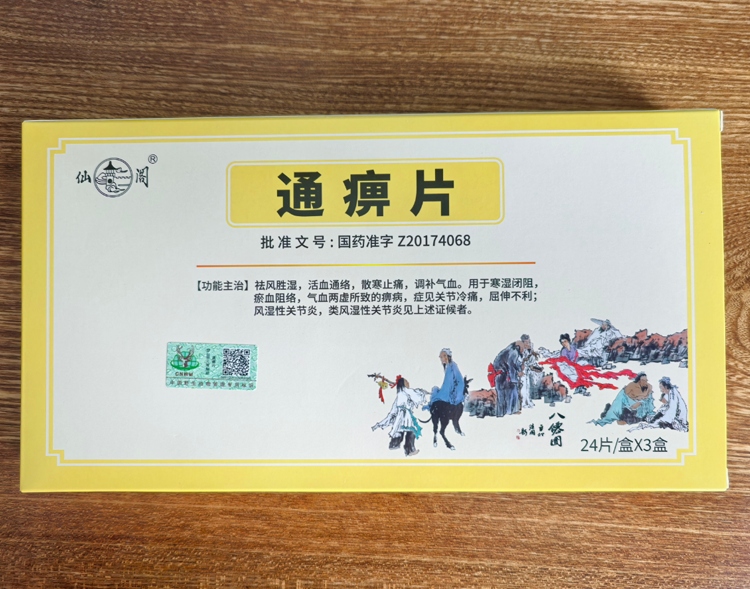 仙阁®
通痹片
批准文号:国药准字 Z20174068
【功能主治】祛风胜湿，活血通络，散寒止痛，调补气血。用于寒湿闭阻，
瘀血阻络，气血两虚所致的痹病，症见关节冷痛，屈伸不利；
风湿性关节炎，类风湿性关节炎见上述证候者。
八仙图
24片/盒X3盒